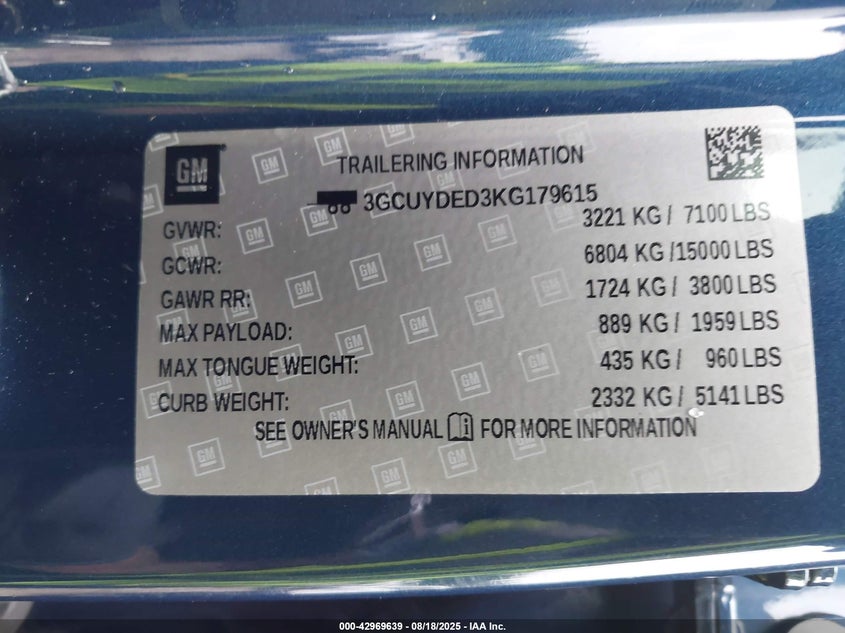 GM
TRAILERING INFORMATION
3GCUYDED3KG179615
GVWR: 3221 KG / 7100 LBS
GCWR: 6804 KG /15000 LBS
GAWR RR: 1724 KG / 3800 LBS
MAX PAYLOAD: 889 KG / 1959 LBS
MAX TONGUE WEIGHT: 435 KG / 960 LBS
CURB WEIGHT: 2332 KG / 5141 LBS
SEE OWNER'S MANUAL FOR MORE INFORMATION
000-42969639 - 08/18/2025 - IAA Inc.